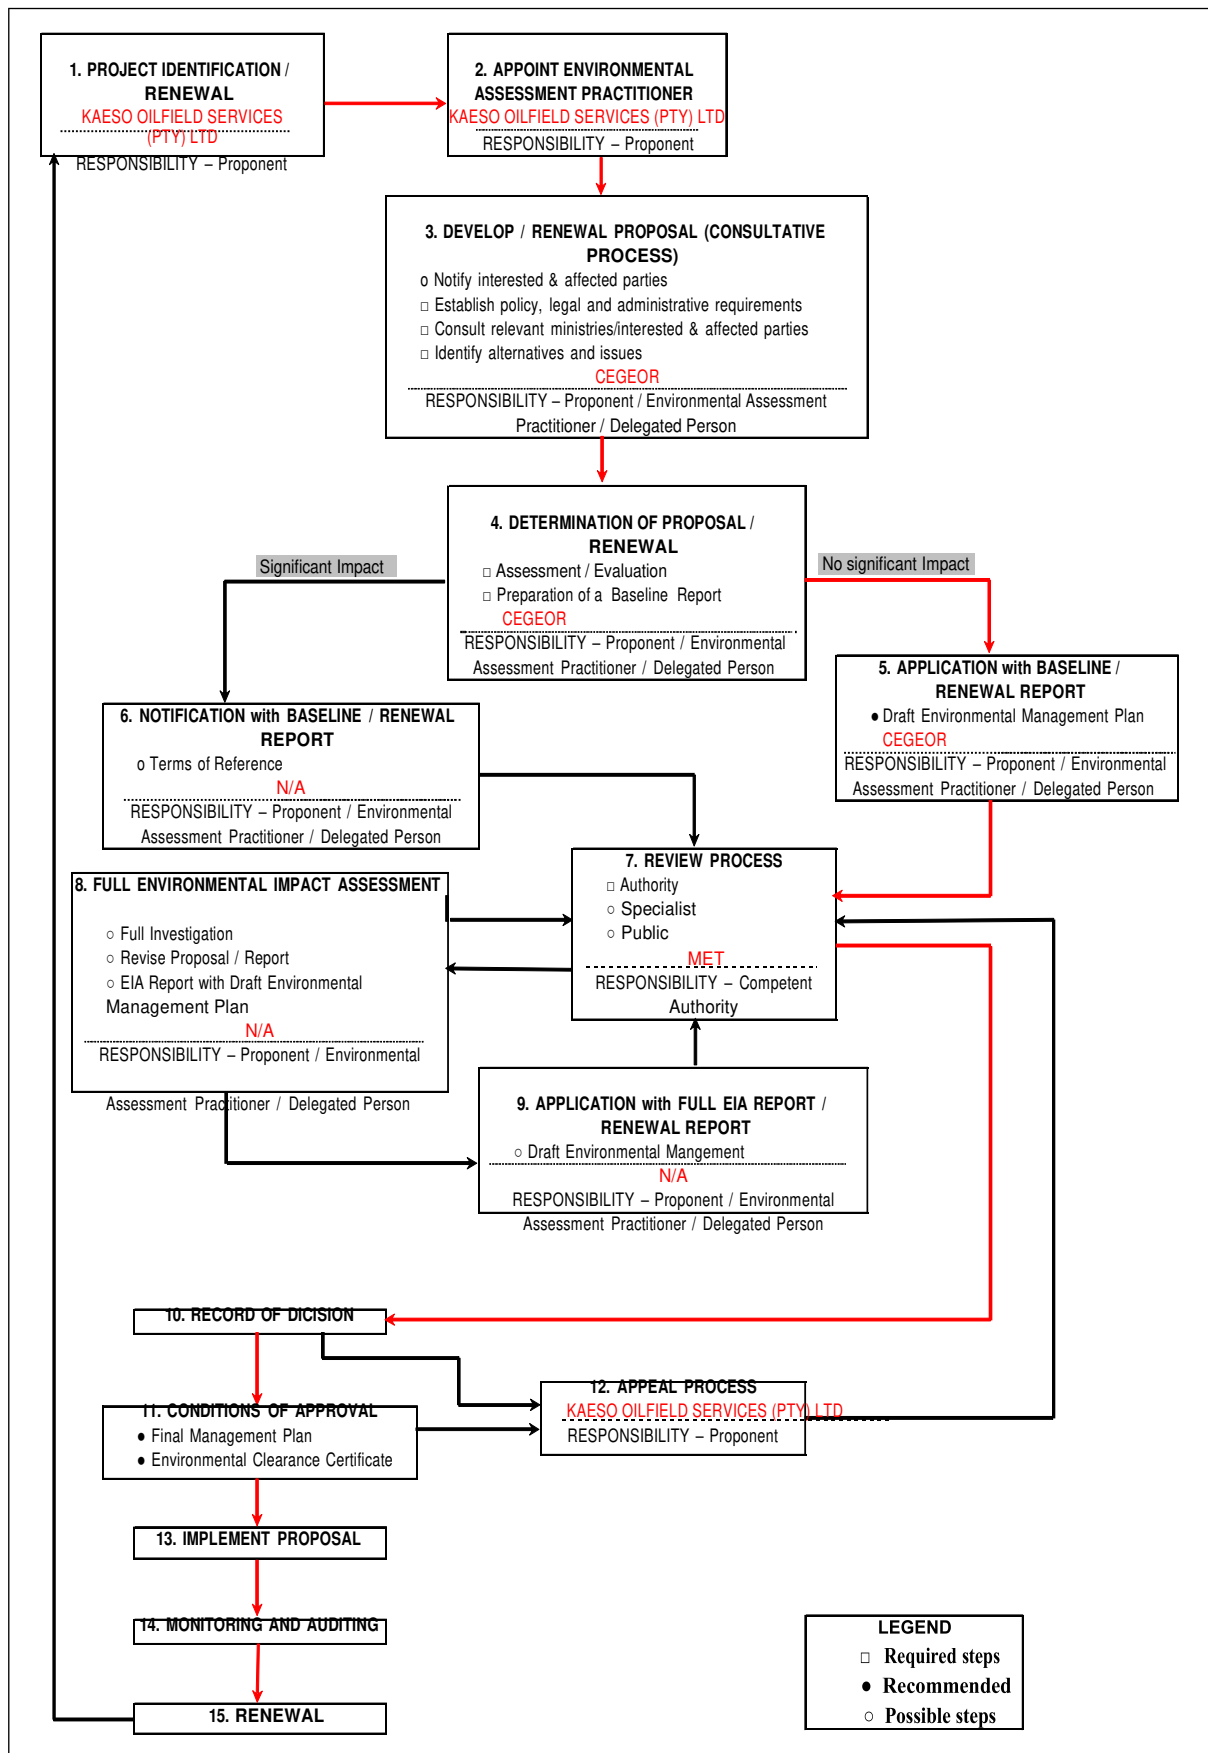 1. PROJECT IDENTIFICATION /
RENEWAL
KAESO OILFIELD SERVICES
(PTY) LTD
RESPONSIBILITY – Proponent
2. APPOINT ENVIRONMENTAL
ASSESSMENT PRACTITIONER
KAESO OILFIELD SERVICES (PTY) LTD
RESPONSIBILITY – Proponent
3. DEVELOP / RENEWAL PROPOSAL (CONSULTATIVE
PROCESS)
o Notify interested & affected parties
□ Establish policy, legal and administrative requirements
□ Consult relevant ministries/interested & affected parties
□ Identify alternatives and issues
CEGEOR
RESPONSIBILITY – Proponent / Environmental Assessment
Practitioner / Delegated Person
4. DETERMINATION OF PROPOSAL /
RENEWAL
□ Assessment / Evaluation
□ Preparation of a Baseline Report
CEGEOR
RESPONSIBILITY – Proponent / Environmental
Assessment Practitioner / Delegated Person
Significant Impact
No significant Impact
5. APPLICATION with BASELINE /
RENEWAL REPORT
● Draft Environmental Management Plan
CEGEOR
RESPONSIBILITY – Proponent / Environmental
Assessment Practitioner / Delegated Person
6. NOTIFICATION with BASELINE / RENEWAL
REPORT
o Terms of Reference
N/A
RESPONSIBILITY – Proponent / Environmental
Assessment Practitioner / Delegated Person
7. REVIEW PROCESS
□ Authority
○ Specialist
○ Public
MET
RESPONSIBILITY – Competent
Authority
8. FULL ENVIRONMENTAL IMPACT ASSESSMENT
○ Full Investigation
○ Revise Proposal / Report
○ EIA Report with Draft Environmental
Management Plan
N/A
RESPONSIBILITY – Proponent / Environmental
Assessment Practitioner / Delegated Person
9. APPLICATION with FULL EIA REPORT /
RENEWAL REPORT
○ Draft Environmental Mangement
N/A
RESPONSIBILITY – Proponent / Environmental
Assessment Practitioner / Delegated Person
10. RECORD OF DICISION
11. CONDITIONS OF APPROVAL
● Final Management Plan
● Environmental Clearance Certificate
12. APPEAL PROCESS
KAESO OILFIELD SERVICES (PTY) LTD
RESPONSIBILITY – Proponent
13. IMPLEMENT PROPOSAL
14. MONITORING AND AUDITING
15. RENEWAL
LEGEND
□ Required steps
● Recommended
○ Possible steps